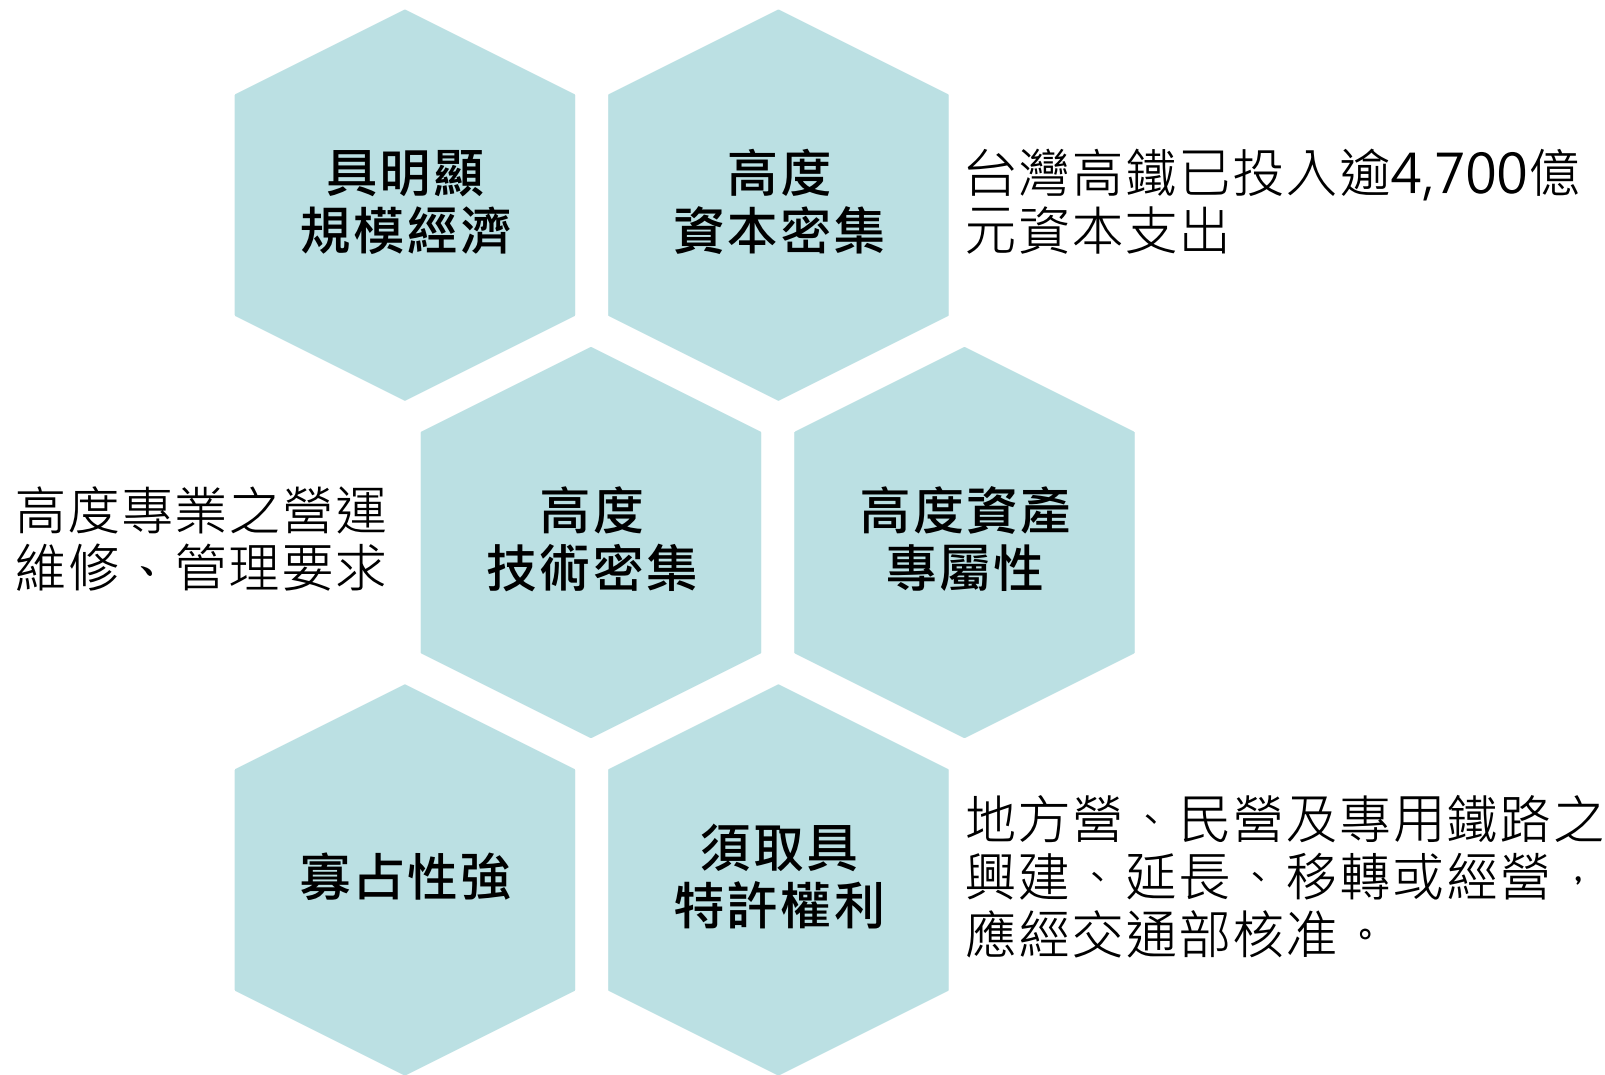 具明顯
規模經濟
高度
資本密集
台灣高鐵已投入逾4,700億
元資本支出
高度專業之營運
維修、管理要求
高度
技術密集
高度資產
專屬性
寡占性強
須取具
特許權利
地方營、民營及專用鐵路之
興建、延長、移轉或經營，
應經交通部核准。